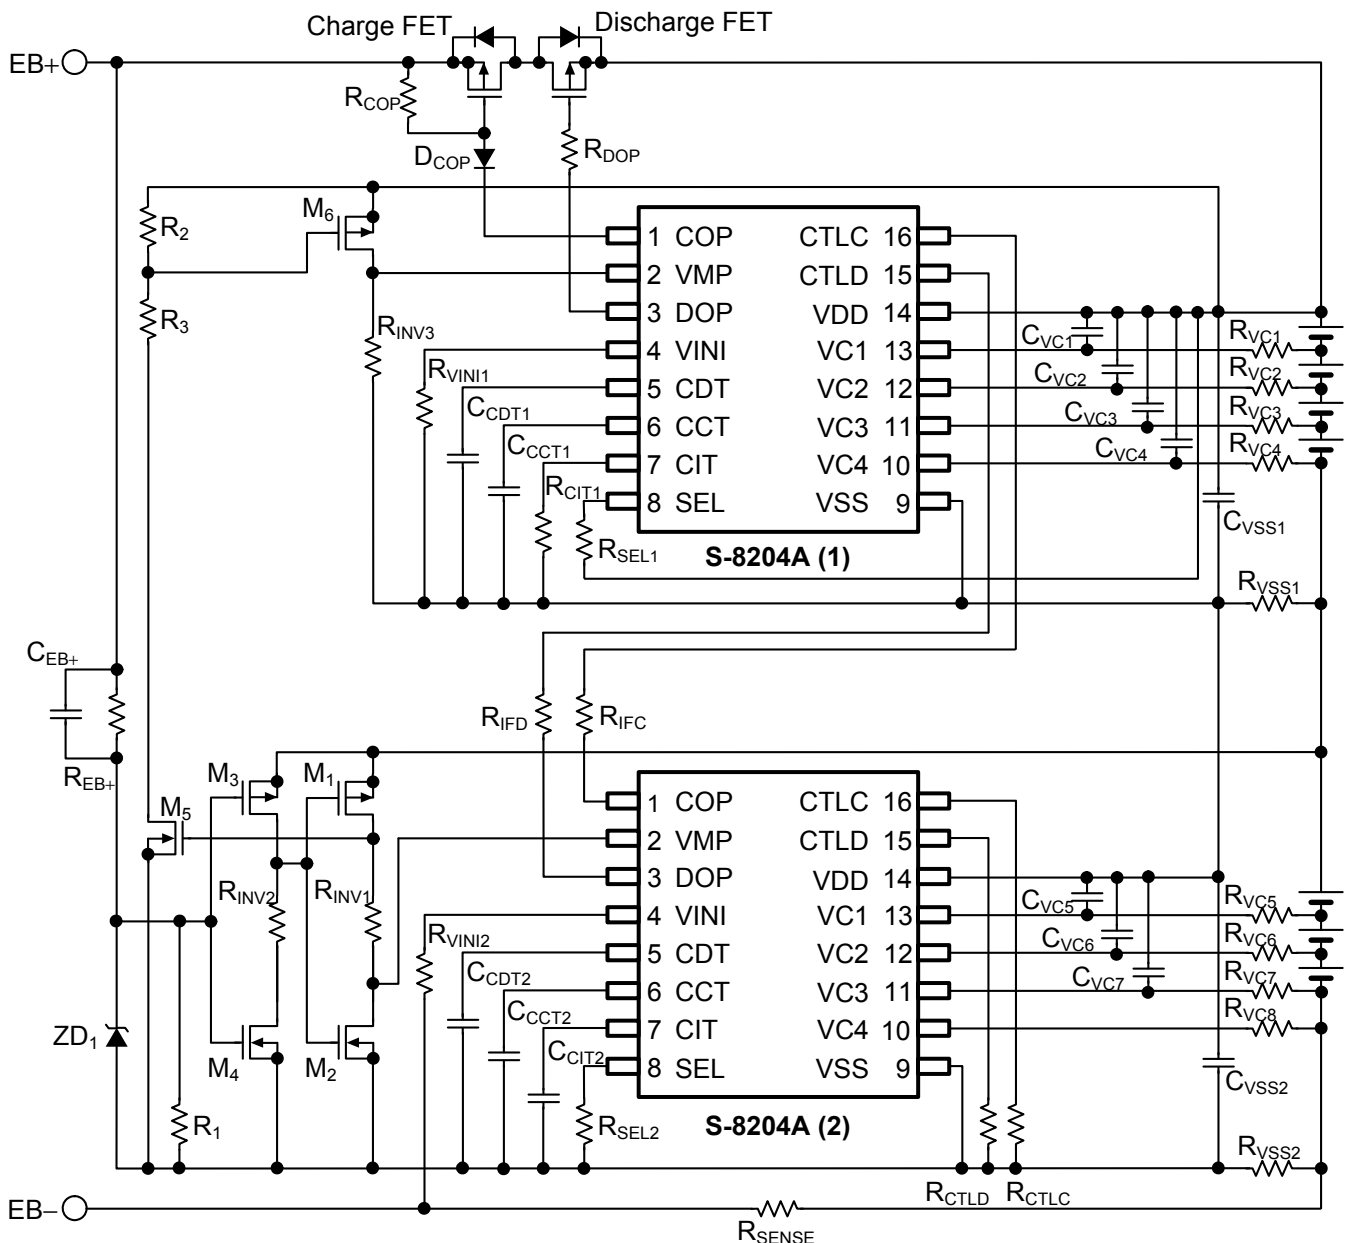 Charge FET
Discharge FET
EB+
RCOP
DCOP
RDOP
R2
M6
R3
RINV3
1 COP CTLC 16
2 VMP CTLD 15
3 DOP VDD 14
4 VINI VC1 13
5 CDT VC2 12
6 CCT VC3 11
7 CIT VC4 10
8 SEL VSS 9
S-8204A (1)
RVINI1
CCDT1
CCCT1
RCIT1
RSEL1
CVC1
CVC2
CVC3
CVC4
RVC1
RVC2
RVC3
RVC4
CVSS1
RVSS1
CEB+
REB+
RIFD
RIFC
M3
M1
M5
RINV2
RINV1
1 COP CTLC 16
2 VMP CTLD 15
3 DOP VDD 14
4 VINI VC1 13
5 CDT VC2 12
6 CCT VC3 11
7 CIT VC4 10
8 SEL VSS 9
S-8204A (2)
RVINI2
CCDT2
CCCT2
CCIT2
RSEL2
CVC5
CVC6
CVC7
RVC5
RVC6
RVC7
RVC8
CVSS2
RVSS2
ZD1
M4
M2
R1
RCTLD
RCTLC
EB−
RSENSE